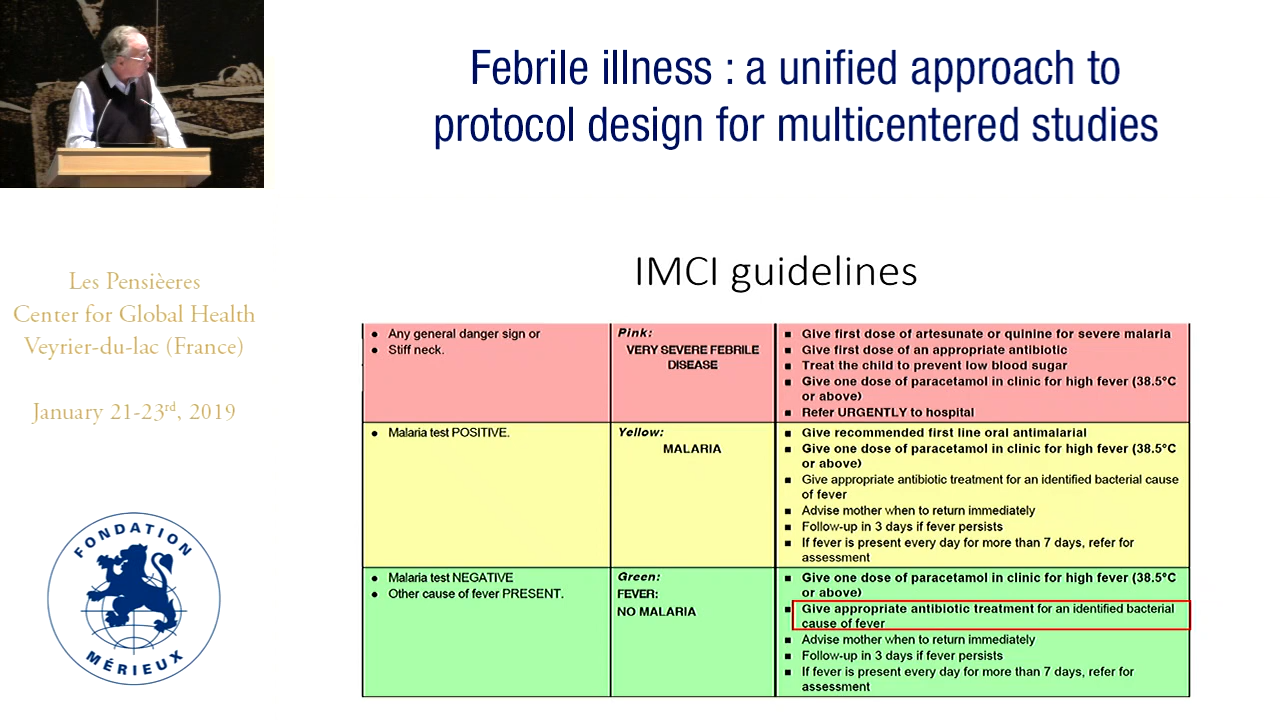 Febrile illness : a unified approach to
protocol design for multicentered studies
Les Pensièeres
Center for Global Health
Veyrier-du-lac (France)
January 21-23rd, 2019
FONDATION
MÉRIEUX
IMCI guidelines
● Any general danger sign or
● Stiff neck.
Pink:
VERY SEVERE FEBRILE
DISEASE
■ Give first dose of artesunate or quinine for severe malaria
■ Give first dose of an appropriate antibiotic
■ Treat the child to prevent low blood sugar
■ Give one dose of paracetamol in clinic for high fever (38.5°C
or above)
■ Refer URGENTLY to hospital
● Malaria test POSITIVE.
Yellow:
MALARIA
■ Give recommended first line oral antimalarial
■ Give one dose of paracetamol in clinic for high fever (38.5°C
or above)
■ Give appropriate antibiotic treatment for an identified bacterial cause
of fever
■ Advise mother when to return immediately
■ Follow-up in 3 days if fever persists
■ If fever is present every day for more than 7 days, refer for
assessment
● Malaria test NEGATIVE
● Other cause of fever PRESENT.
Green:
FEVER:
NO MALARIA
■ Give one dose of paracetamol in clinic for high fever (38.5°C
or above)
■ Give appropriate antibiotic treatment for an identified bacterial
cause of fever
■ Advise mother when to return immediately
■ Follow-up in 3 days if fever persists
■ If fever is present every day for more than 7 days, refer for
assessment